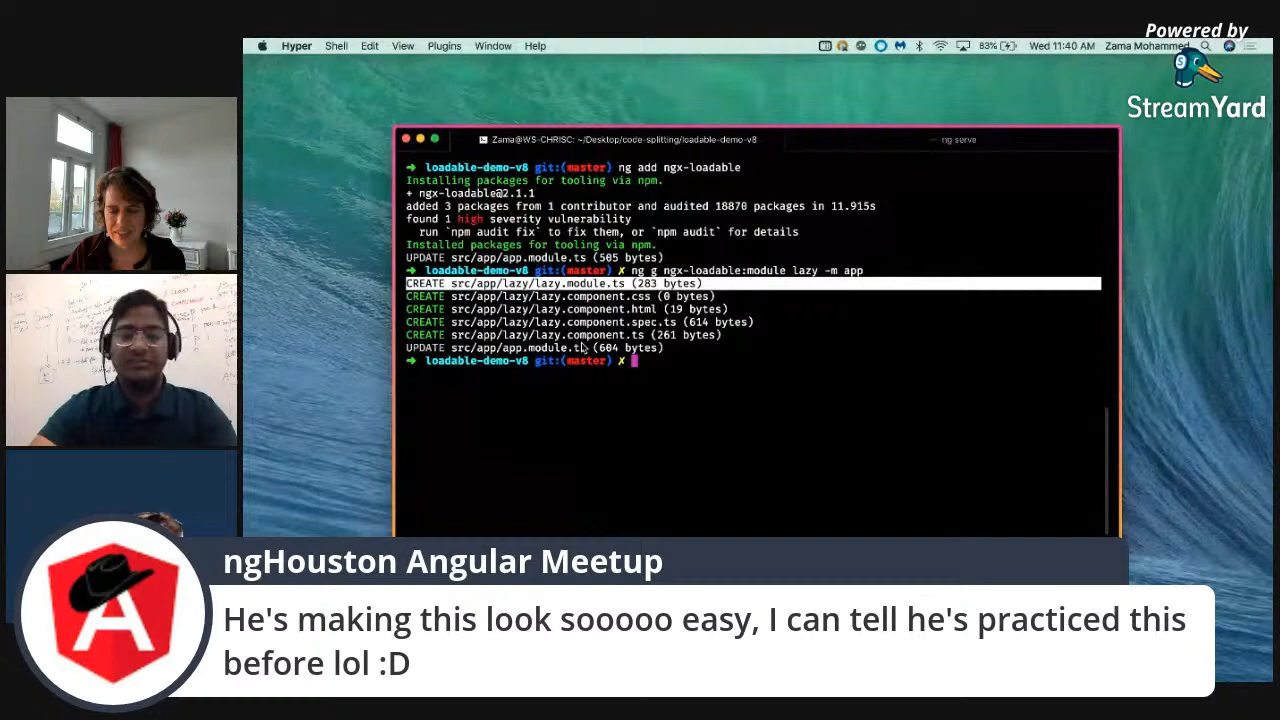 Powered by
StreamYard
Hyper Shell Edit View Plugins Window Help 83% Wed 11:40 AM Zama Mohammed
Zama@WS-CHRISC: ~/Desktop/code-splitting/loadable-demo-v8 — ng serve
➜ loadable-demo-v8 git:(master) ng add ngx-loadable
Installing packages for tooling via npm.
+ ngx-loadable@2.1.1
added 3 packages from 1 contributor and audited 18870 packages in 11.915s
found 1 high severity vulnerability
run `npm audit fix` to fix them, or `npm audit` for details
Installed packages for tooling via npm.
UPDATE src/app/app.module.ts (505 bytes)
➜ loadable-demo-v8 git:(master) ✗ ng g ngx-loadable:module lazy -m app
CREATE src/app/lazy/lazy.module.ts (283 bytes)
CREATE src/app/lazy/lazy.component.css (0 bytes)
CREATE src/app/lazy/lazy.component.html (19 bytes)
CREATE src/app/lazy/lazy.component.spec.ts (614 bytes)
CREATE src/app/lazy/lazy.component.ts (261 bytes)
UPDATE src/app/app.module.ts (604 bytes)
➜ loadable-demo-v8 git:(master) ✗
ngHouston Angular Meetup
He's making this look sooooo easy, I can tell he's practiced this
before lol :D